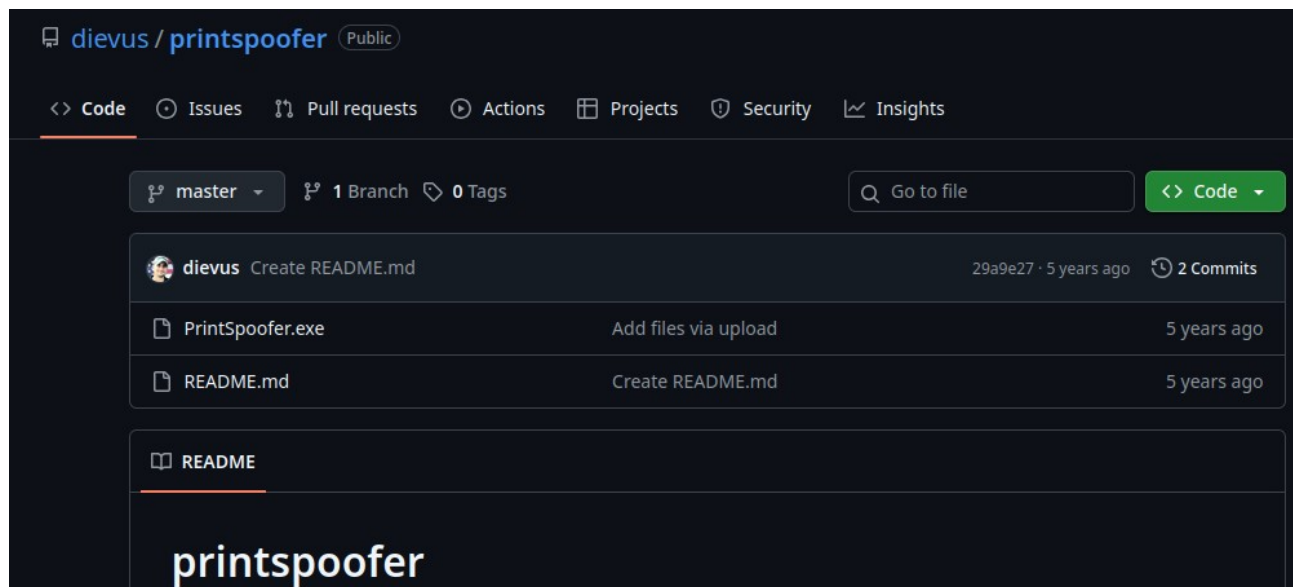 dievus / printspoofer Public
Code Issues Pull requests Actions Projects Security Insights
master 1 Branch 0 Tags Go to file Code
dievus Create README.md 29a9e27 · 5 years ago 2 Commits
PrintSpoofer.exe Add files via upload 5 years ago
README.md Create README.md 5 years ago
README
printspoofer